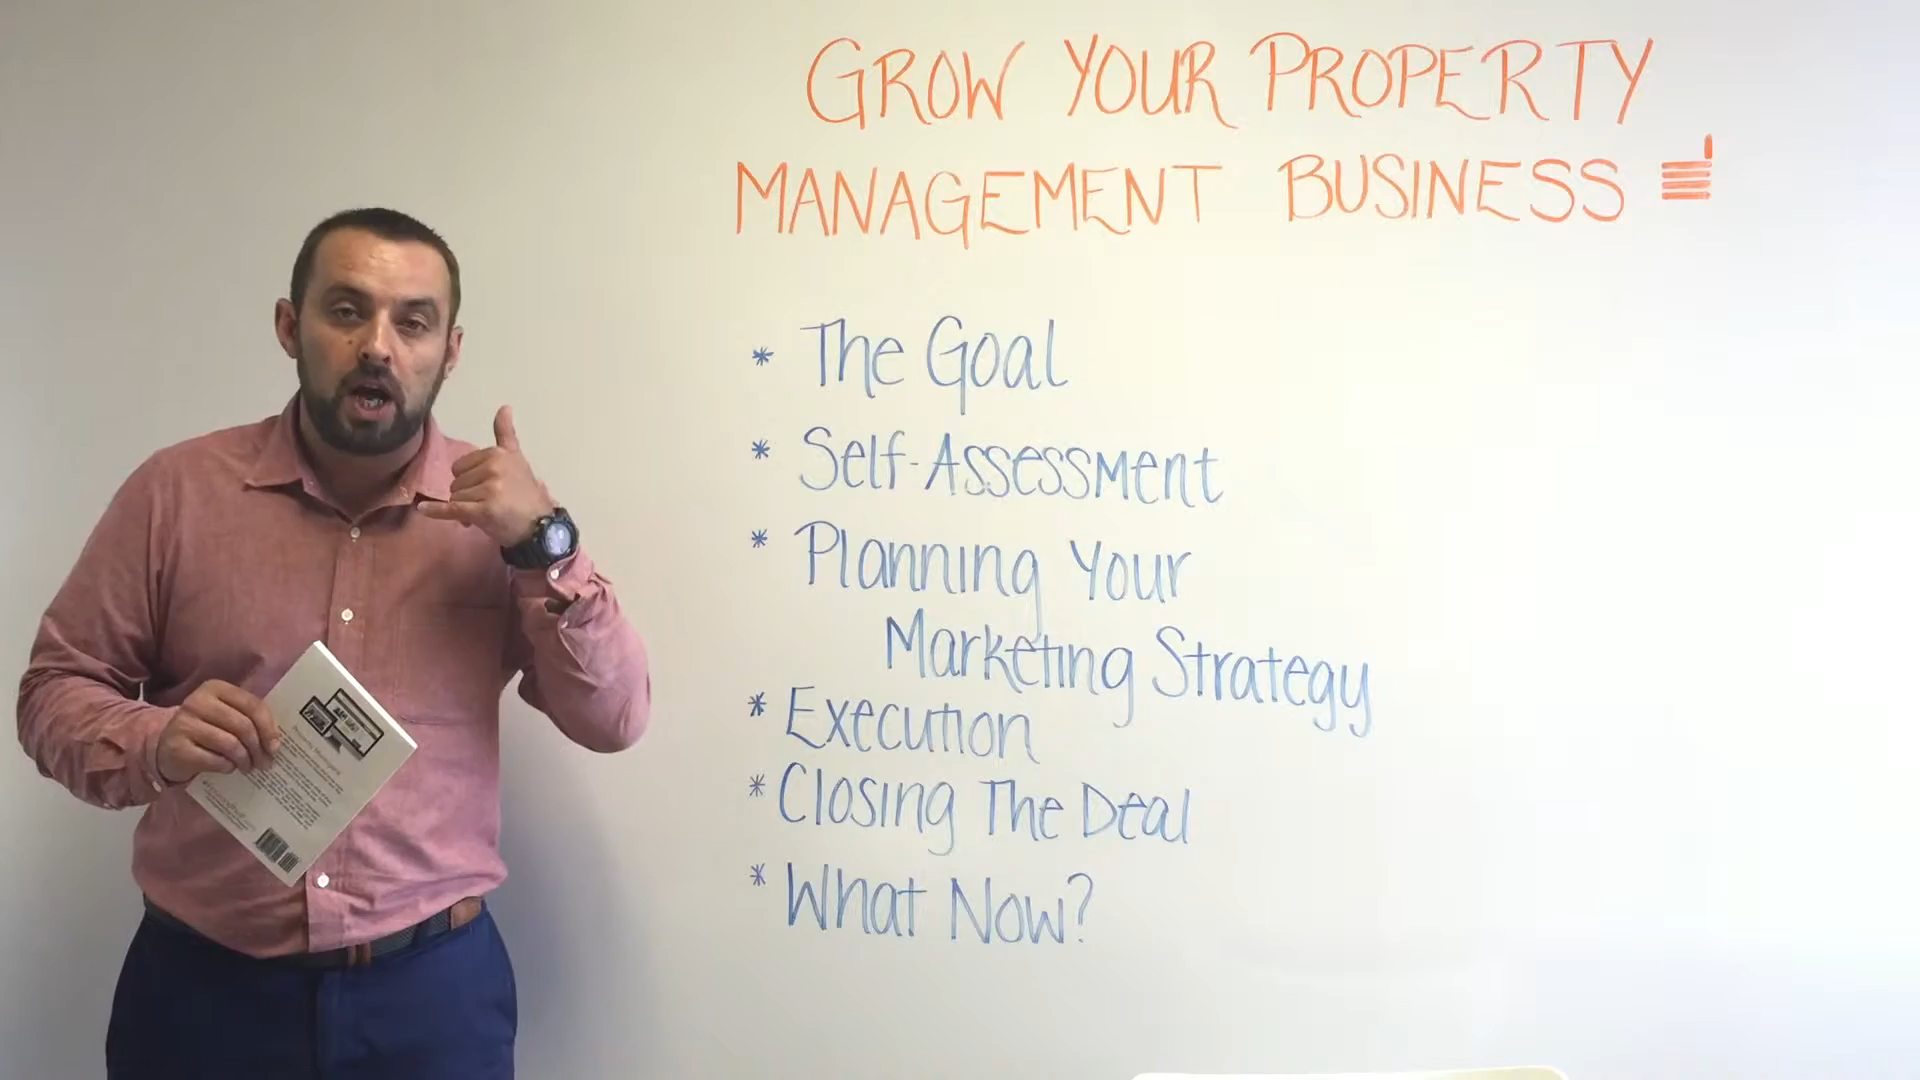 GROW YOUR PROPERTY
MANAGEMENT BUSINESS
* The Goal
* Self-Assessment
* Planning Your
Marketing Strategy
* Execution
* Closing The Deal
* What Now?